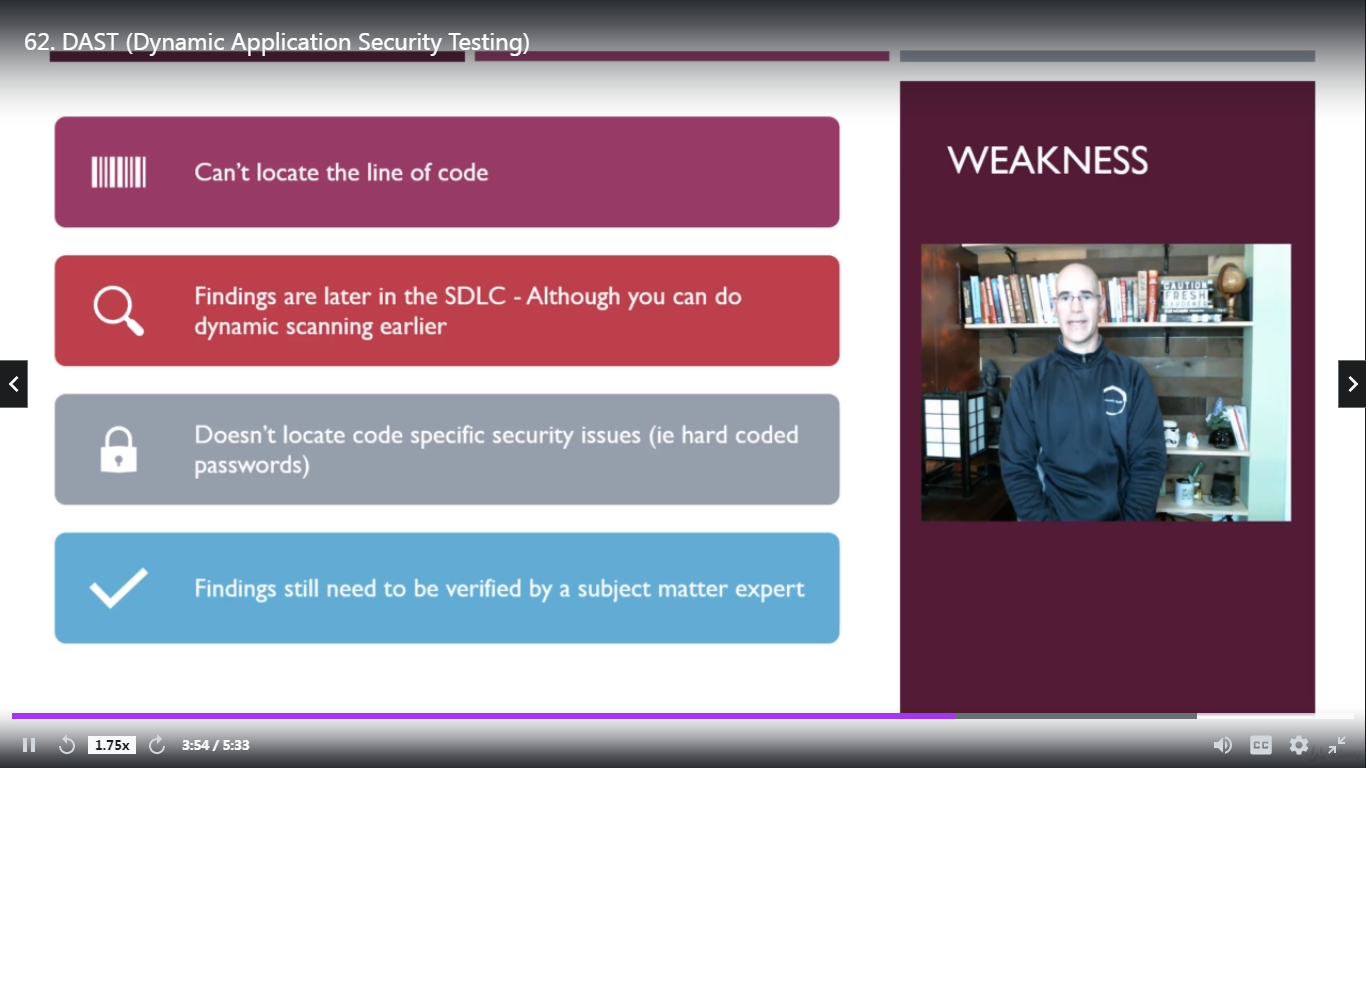 62. DAST (Dynamic Application Security Testing)
Can't locate the line of code
Findings are later in the SDLC - Although you can do
dynamic scanning earlier
Doesn't locate code specific security issues (ie hard coded
passwords)
Findings still need to be verified by a subject matter expert
WEAKNESS
CAUTION
FRESH
1.75x
3:54 / 5:33
CC